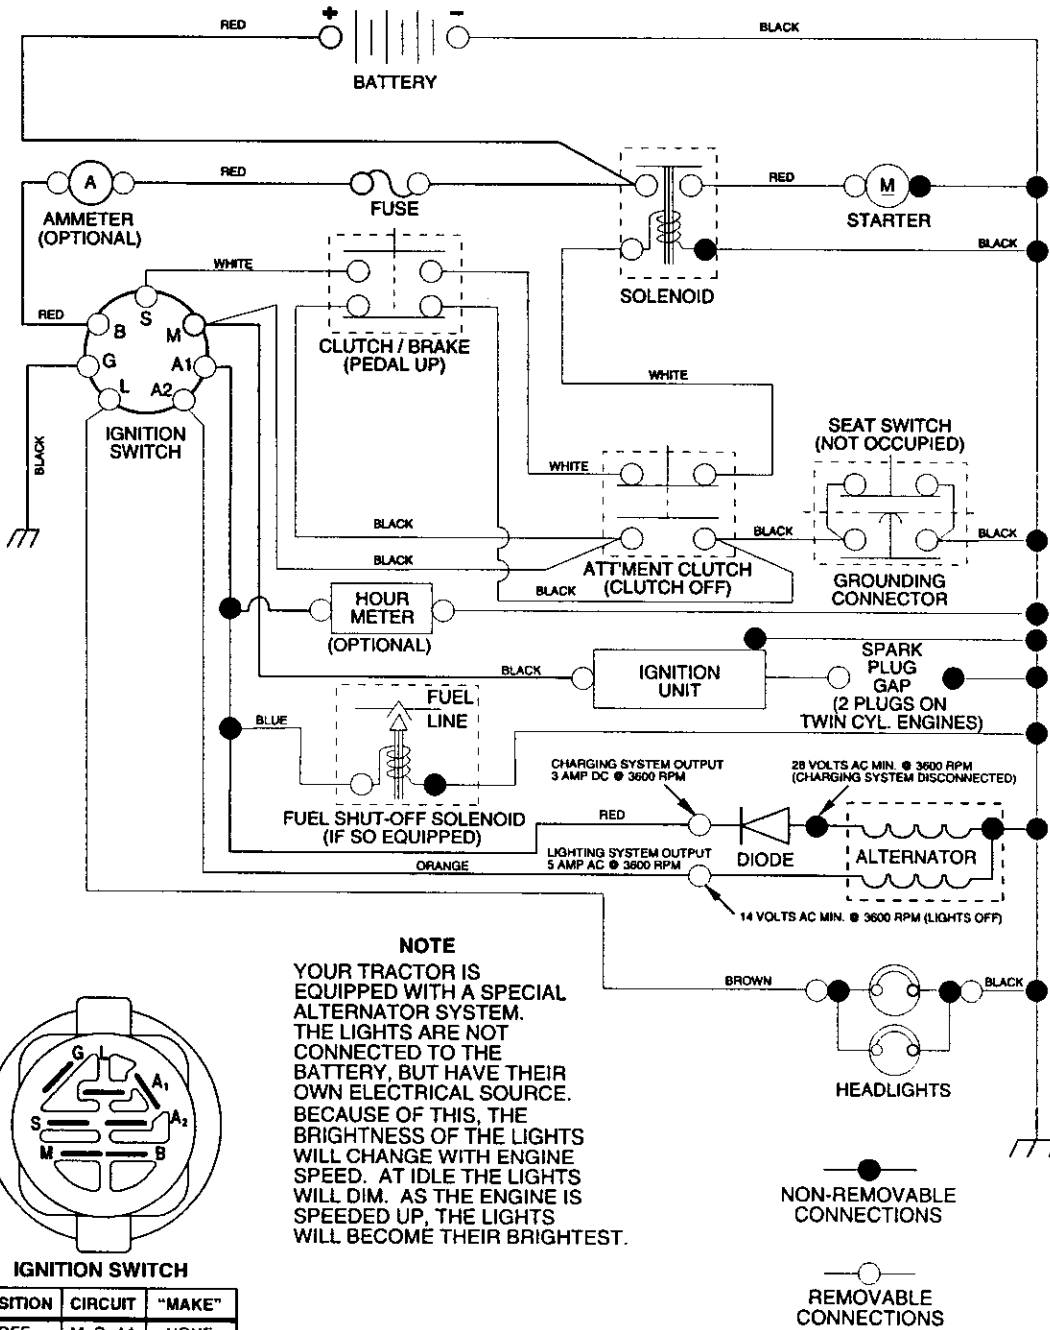 +
-
RED
BLACK
BATTERY
A
RED
RED
M
AMMETER
(OPTIONAL)
FUSE
STARTER
BLACK
WHITE
SOLENOID
RED
S
B
M
G
A1
L
A2
CLUTCH / BRAKE
(PEDAL UP)
WHITE
IGNITION
SWITCH
BLACK
SEAT SWITCH
(NOT OCCUPIED)
WHITE
BLACK
BLACK
BLACK
BLACK
ATT'MENT CLUTCH
(CLUTCH OFF)
GROUNDING
CONNECTOR
BLACK
HOUR
METER
(OPTIONAL)
BLACK
IGNITION
UNIT
SPARK
PLUG
GAP
(2 PLUGS ON
TWIN CYL. ENGINES)
FUEL
LINE
BLUE
CHARGING SYSTEM OUTPUT
3 AMP DC @ 3600 RPM
28 VOLTS AC MIN. @ 3600 RPM
(CHARGING SYSTEM DISCONNECTED)
FUEL SHUT-OFF SOLENOID
(IF SO EQUIPPED)
RED
DIODE
ALTERNATOR
ORANGE
LIGHTING SYSTEM OUTPUT
5 AMP AC @ 3600 RPM
14 VOLTS AC MIN. @ 3600 RPM (LIGHTS OFF)
BROWN
BLACK
HEADLIGHTS
NOTE
YOUR TRACTOR IS
EQUIPPED WITH A SPECIAL
ALTERNATOR SYSTEM.
THE LIGHTS ARE NOT
CONNECTED TO THE
BATTERY, BUT HAVE THEIR
OWN ELECTRICAL SOURCE.
BECAUSE OF THIS, THE
BRIGHTNESS OF THE LIGHTS
WILL CHANGE WITH ENGINE
SPEED. AT IDLE THE LIGHTS
WILL DIM. AS THE ENGINE IS
SPEEDED UP, THE LIGHTS
WILL BECOME THEIR BRIGHTEST.
G
L
A1
S
A2
M
B
IGNITION SWITCH
SITION CIRCUIT "MAKE"
NON-REMOVABLE
CONNECTIONS
REMOVABLE
CONNECTIONS